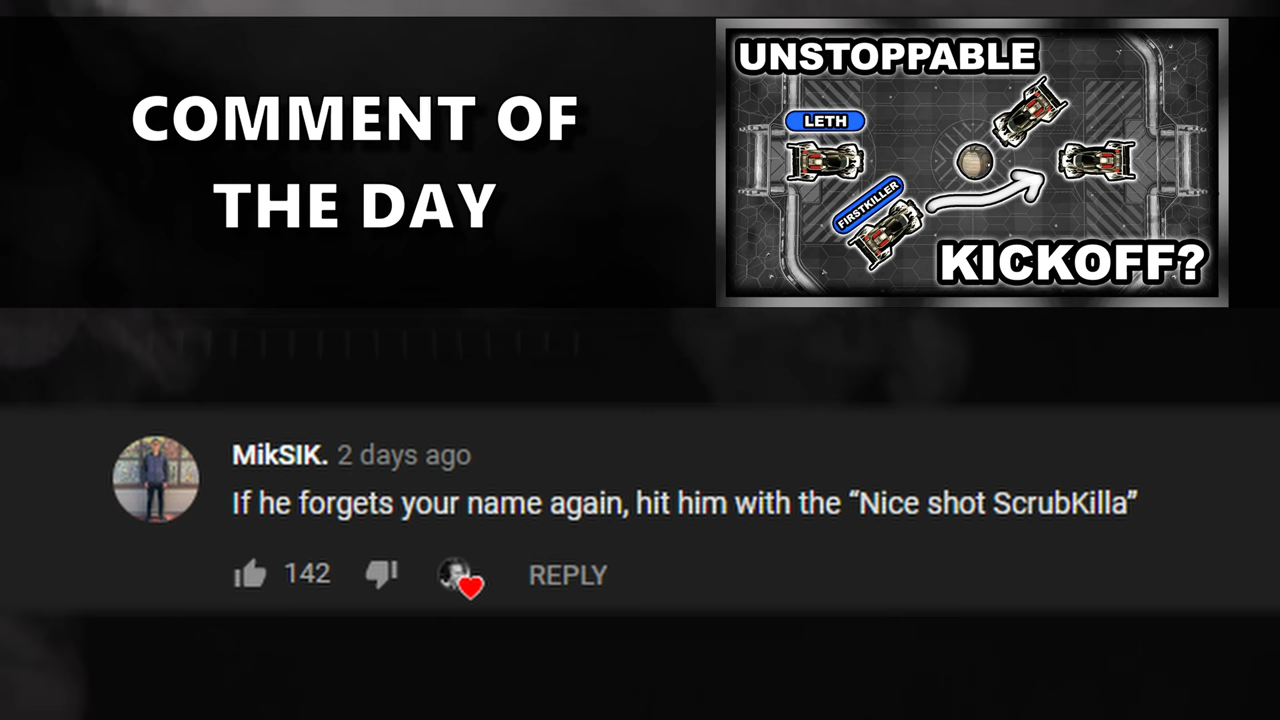 COMMENT OF
THE DAY
UNSTOPPABLE
LETH
FIRSTKILLER
KICKOFF?
MikSIK. 2 days ago
If he forgets your name again, hit him with the “Nice shot ScrubKilla”
142
REPLY